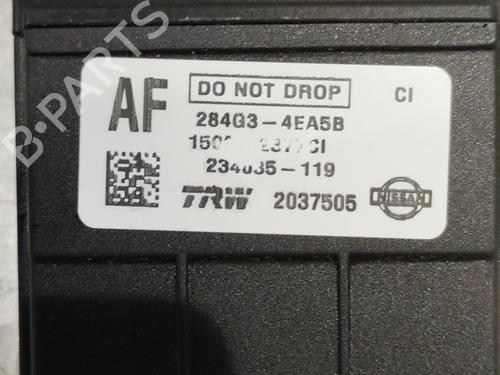 B-PARTS
AF
DO NOT DROP
CI
284G3-4EA5B
234035-119
TRW
2037505
NISSAN